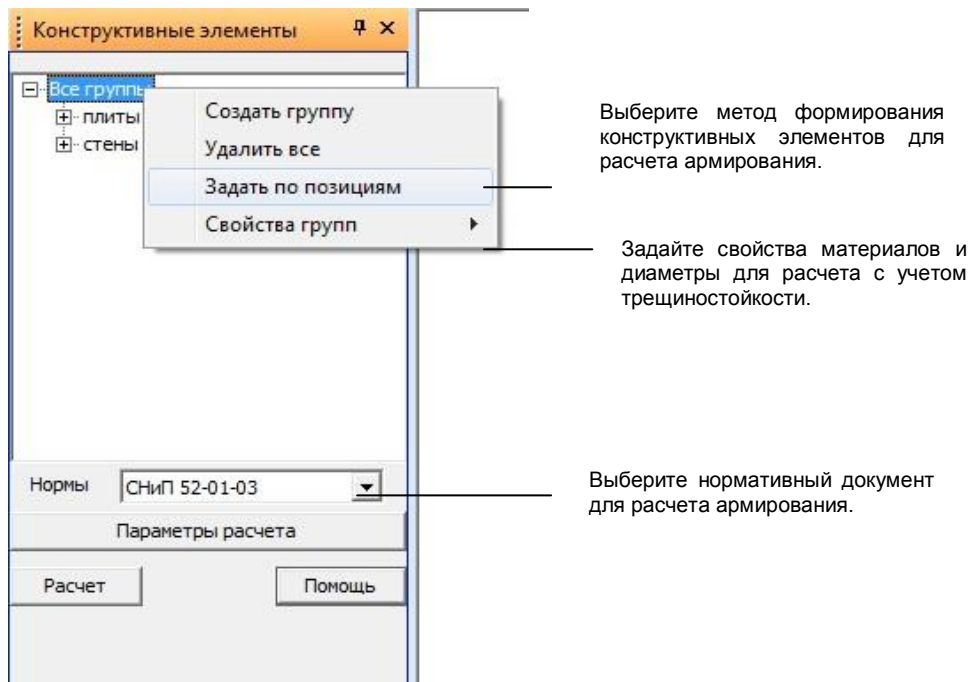 Конструктивные элементы
Все группы
плиты
стены
Создать группу
Удалить все
Задать по позициям
Свойства групп
Выберите метод формирования
конструктивных элементов для
расчета армирования.
Задайте свойства материалов и
диаметры для расчета с учетом
трещиностойкости.
Нормы СНиП 52-01-03
Выберите нормативный документ
для расчета армирования.
Параметры расчета
Расчет Помощь